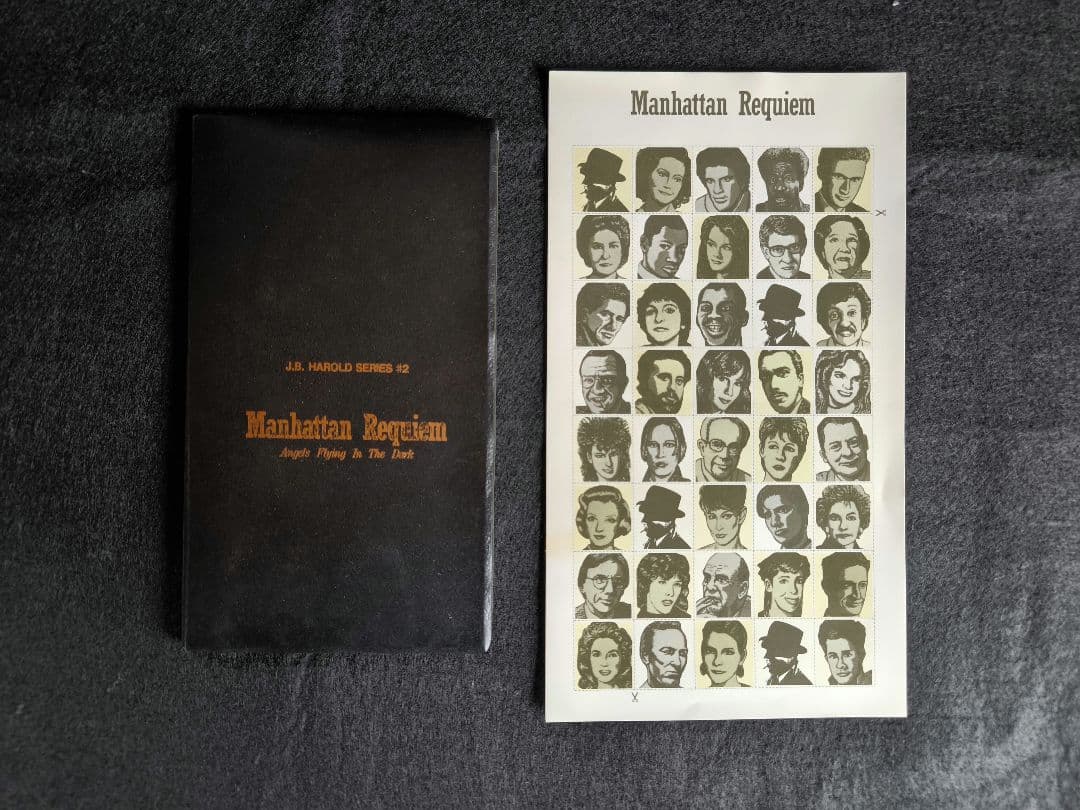 J.B. HAROLD SERIES #2
Manhattan Requiem
Angels Flying In The Dark
Manhattan Requiem